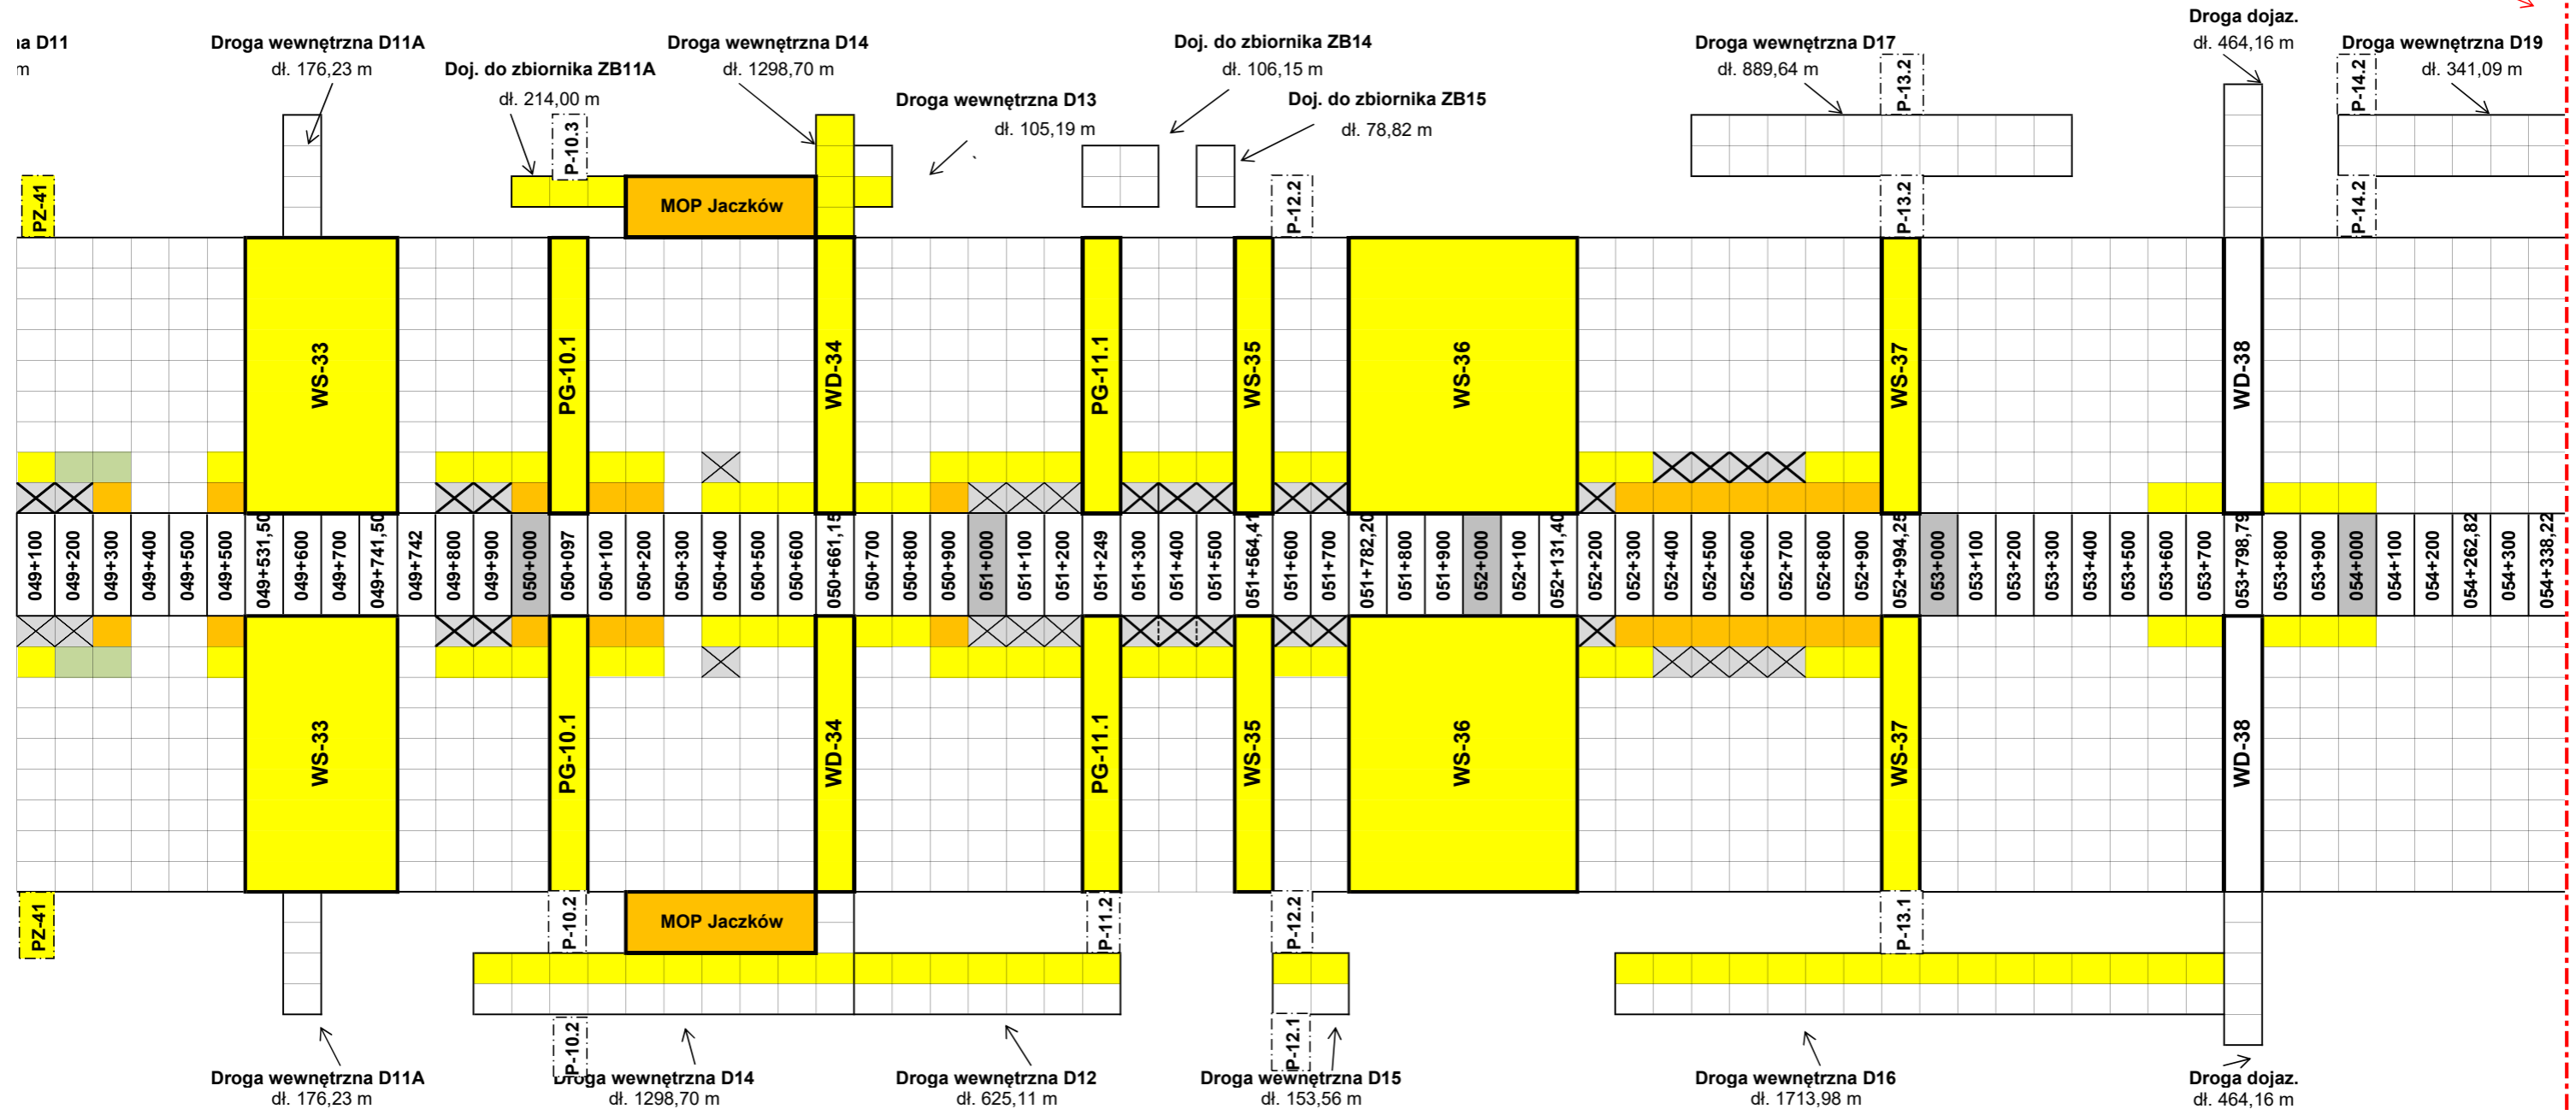 a D11
m
Droga wewnętrzna D11A
dł. 176,23 m
Doj. do zbiornika ZB11A
dł. 214,00 m
Droga wewnętrzna D14
dł. 1298,70 m
Droga wewnętrzna D13
dł. 105,19 m
Doj. do zbiornika ZB14
dł. 106,15 m
Doj. do zbiornika ZB15
dł. 78,82 m
Droga wewnętrzna D17
dł. 889,64 m
Droga dojaz.
dł. 464,16 m
Droga wewnętrzna D19
dł. 341,09 m
PZ-41
P-10.3
MOP Jaczków
P-12.2
P-13.2
P-13.2
P-14.2
P-14.2
WS-33
PG-10.1
WD-34
PG-11.1
WS-35
WS-36
WS-37
WD-38
049+100
049+200
049+300
049+400
049+500
049+500
049+531,50
049+600
049+700
049+741,50
049+742
049+800
049+900
050+000
050+097
050+100
050+200
050+300
050+400
050+500
050+600
050+661,15
050+700
050+800
050+900
051+000
051+100
051+200
051+249
051+300
051+400
051+500
051+564,41
051+600
051+700
051+782,20
051+800
051+900
052+000
052+100
052+131,40
052+200
052+300
052+400
052+500
052+600
052+700
052+800
052+900
052+994,25
053+000
053+100
053+200
053+300
053+400
053+500
053+600
053+700
053+798,79
053+800
053+900
054+000
054+100
054+200
054+262,82
054+300
054+338,22
WS-33
PG-10.1
WD-34
PG-11.1
WS-35
WS-36
WS-37
WD-38
PZ-41
P-10.2
MOP Jaczków
P-11.2
P-12.2
P-13.1
P-10.2
P-12.1
Droga wewnętrzna D11A
dł. 176,23 m
Droga wewnętrzna D14
dł. 1298,70 m
Droga wewnętrzna D12
dł. 625,11 m
Droga wewnętrzna D15
dł. 153,56 m
Droga wewnętrzna D16
dł. 1713,98 m
Droga dojaz.
dł. 464,16 m